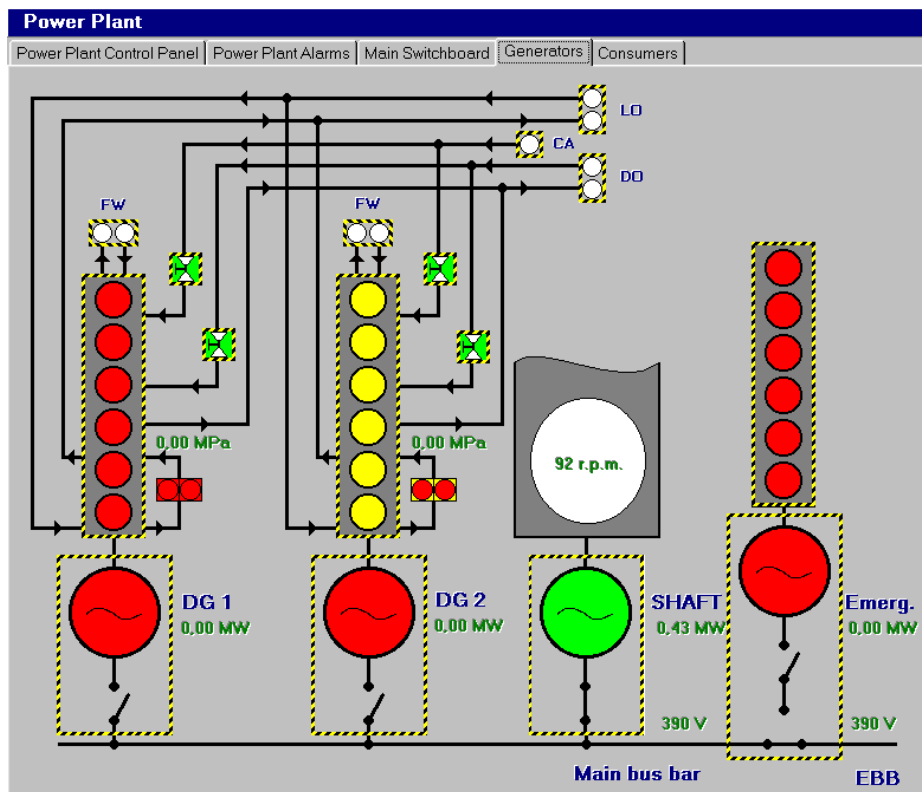 Power Plant
Power Plant Control Panel Power Plant Alarms Main Switchboard Generators Consumers
LO
CA
DO
FW FW
0,00 MPa 0,00 MPa
92 r.p.m.
DG 1 DG 2 SHAFT Emerg.
0,00 MW 0,00 MW 0,43 MW 0,00 MW
390 V 390 V
Main bus bar EBB